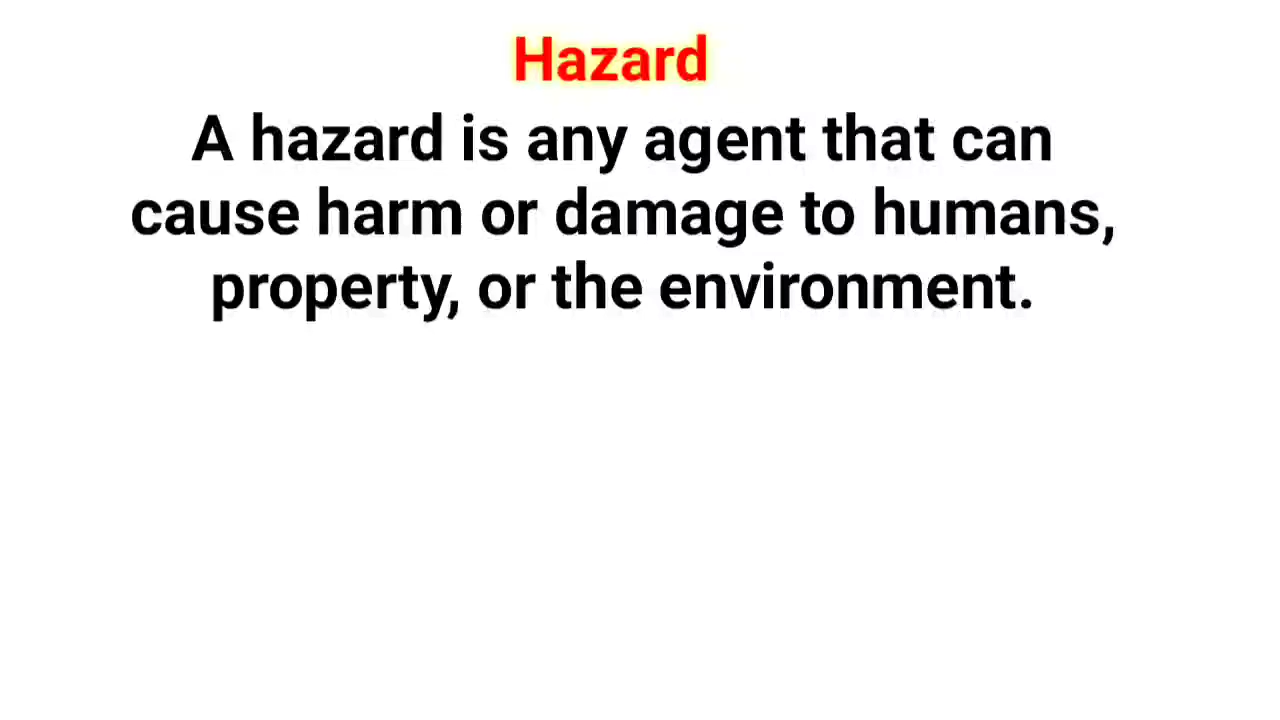 Hazard
A hazard is any agent that can
cause harm or damage to humans,
property, or the environment.